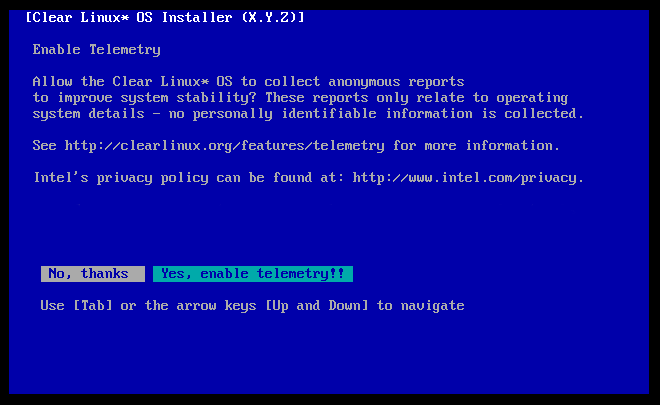 [Clear Linux* OS Installer (X.Y.Z)]
Enable Telemetry
Allow the Clear Linux* OS to collect anonymous reports
to improve system stability? These reports only relate to operating
system details - no personally identifiable information is collected.
See http://clearlinux.org/features/telemetry for more information.
Intel's privacy policy can be found at: http://www.intel.com/privacy.
No, thanks Yes, enable telemetry!!
Use [Tab] or the arrow keys [Up and Down] to navigate